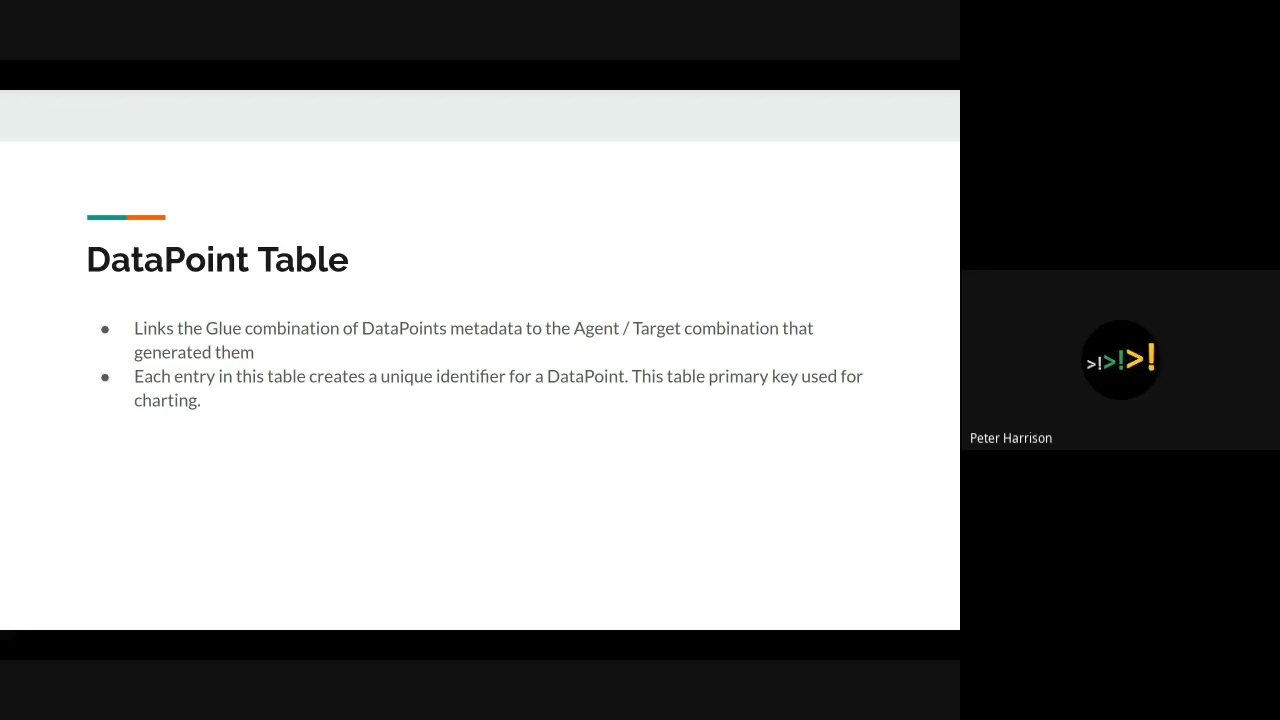 DataPoint Table
● Links the Glue combination of DataPoints metadata to the Agent / Target combination that
generated them
● Each entry in this table creates a unique identifier for a DataPoint. This table primary key used for
charting.
>!>!>!
Peter Harrison